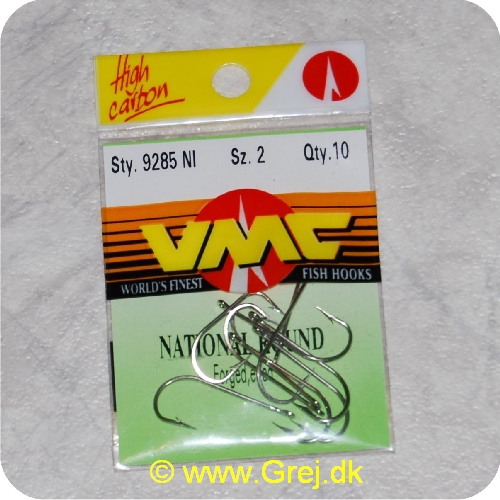 High
carbon
Sty. 9285 NI Sz. 2 Qty. 10
VMC
WORLD'S FINEST FISH HOOKS
NATIONAL ROUND
Forged,
© www.Grej.dk